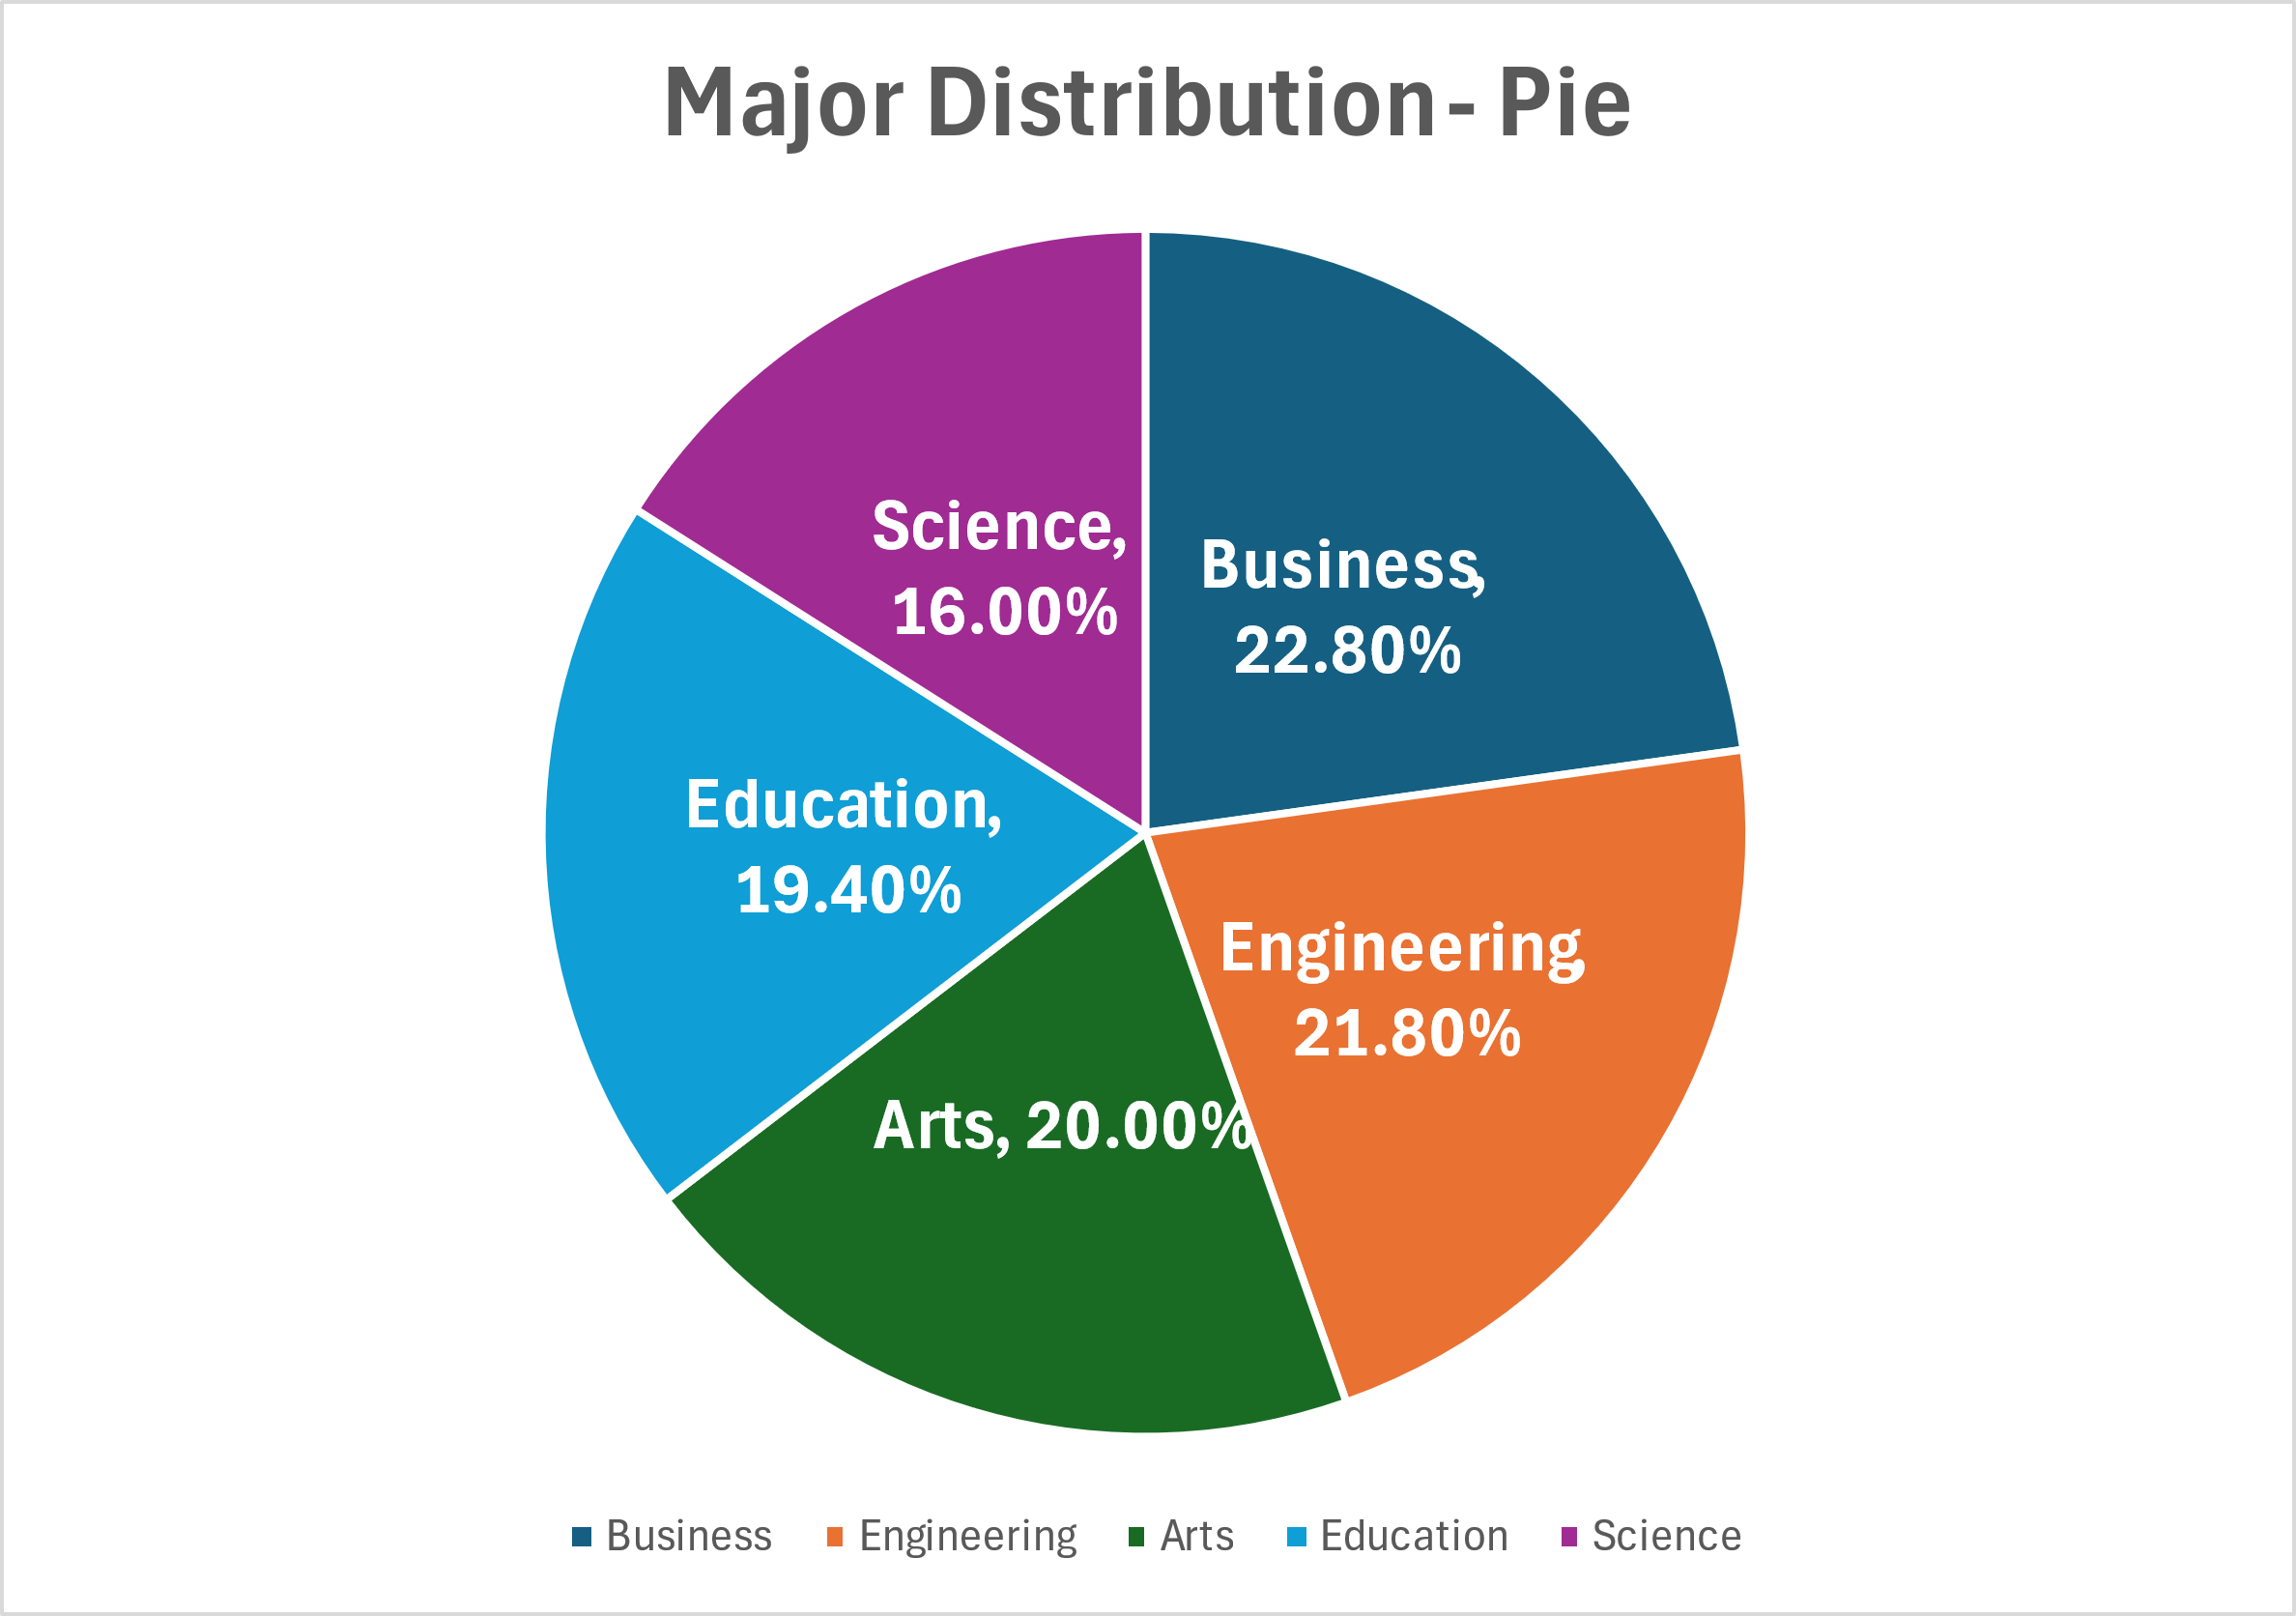 Major Distribution- Pie
Science,
16.00%
Business,
22.80%
Education,
19.40%
Engineering
21.80%
Arts, 20.00%
Business
Engineering
Arts
Education
Science